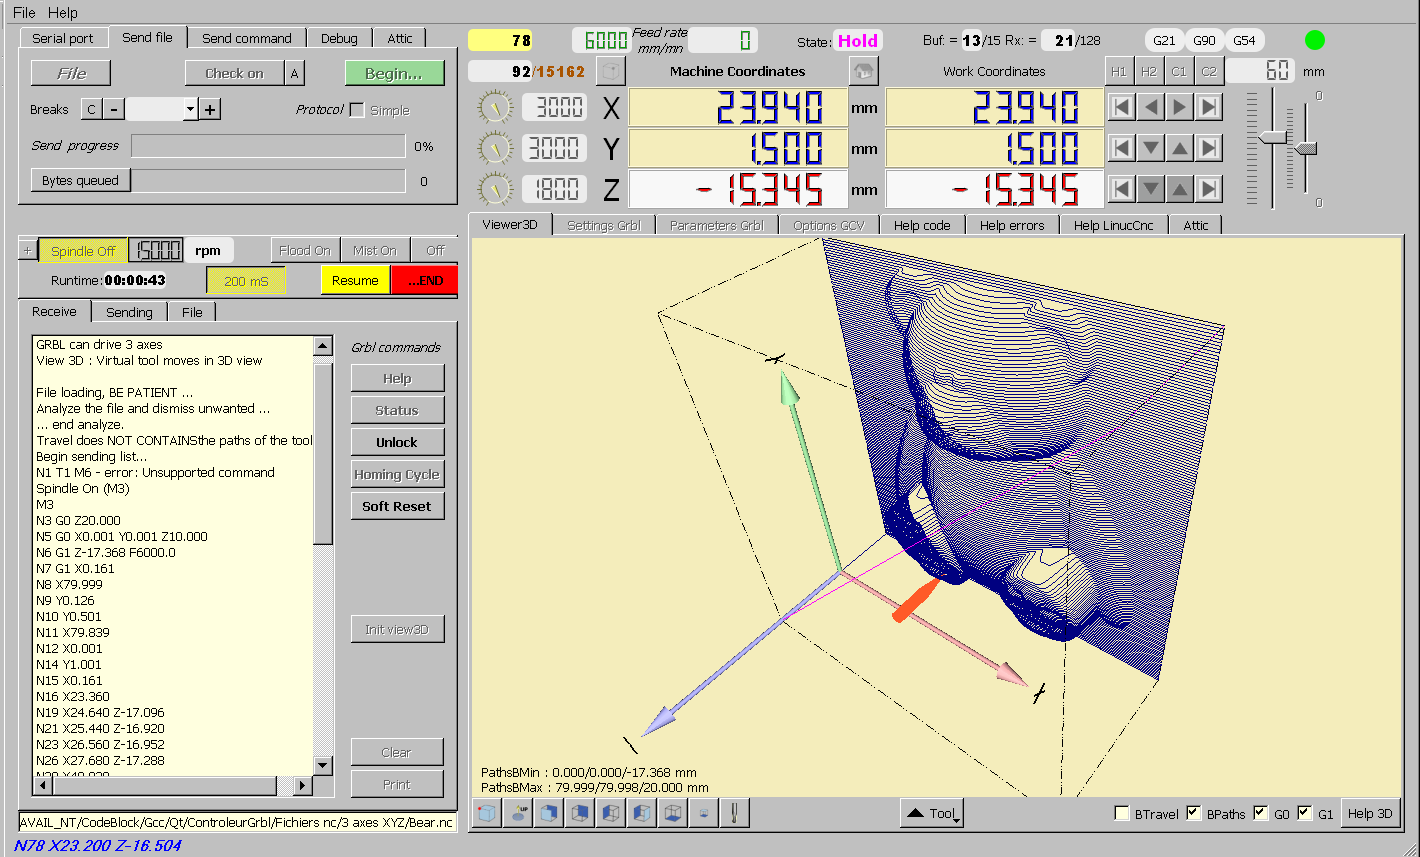 File Help
Serial port Send file Send command Debug Attic
File Check on A Begin...
Breaks C - + Protocol Simple
Send progress 0%
Bytes queued 0
78 6000 Feed rate mm/mn 0 State: Hold Buf. = 13/15 Rx: = 21/128 G21 G90 G54
92/15162 Machine Coordinates Work Coordinates H1 H2 C1 C2 60 mm
3000 X 23.940 mm 23.940 0
3000 Y 1.500 mm 1.500
1800 Z -15.345 mm -15.345 0
+ Spindle Off 15000 rpm Flood On Mist On Off
Runtime: 00:00:43 200 mS Resume ...END
Receive Sending File
GRBL can drive 3 axes
View 3D : Virtual tool moves in 3D view
File loading, BE PATIENT ...
Analyze the file and dismiss unwanted ...
... end analyze.
Travel does NOT CONTAINSthe paths of the tool
Begin sending list...
N1 T1 M6 - error: Unsupported command
Spindle On (M3)
M3
N3 G0 Z20.000
N5 G0 X0.001 Y0.001 Z10.000
N6 G1 Z-17.368 F6000.0
N7 G1 X0.161
N8 X79.999
N9 Y0.126
N10 Y0.501
N11 X79.839
N12 X0.001
N14 Y1.001
N15 X0.161
N16 X23.360
N19 X24.640 Z-17.096
N21 X25.440 Z-16.920
N23 X26.560 Z-16.952
N26 X27.680 Z-17.288
Grbl commands
Help
Status
Unlock
Homing Cycle
Soft Reset
Init view3D
Clear
Print
AVAIL_NT/CodeBlock/Gcc/Qt/ControleurGrbl/Fichiers nc/3 axes XYZ/Bear.nc
N78 X23.200 Z-16.504
Viewer3D Settings Grbl Parameters Grbl Options GCV Help code Help errors Help LinucCnc Attic
PathsBMin : 0.000/0.000/-17.368 mm
PathsBMax : 79.999/79.998/20.000 mm
UP Tool BTravel BPaths G0 G1 Help 3D